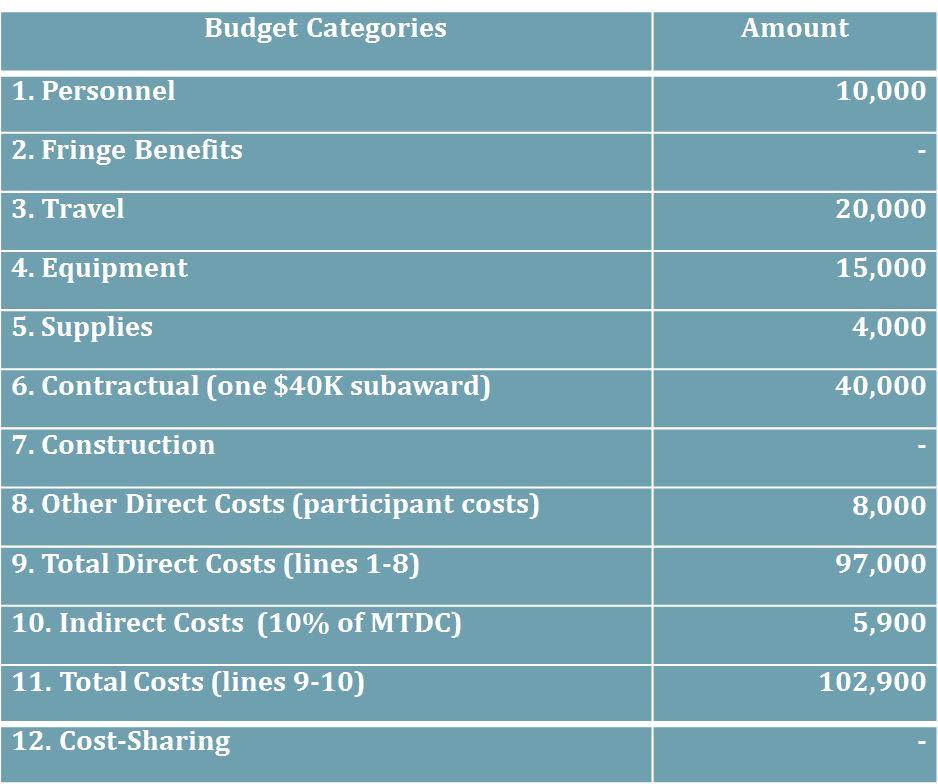 Budget Categories Amount
1. Personnel 10,000
2. Fringe Benefits -
3. Travel 20,000
4. Equipment 15,000
5. Supplies 4,000
6. Contractual (one $40K subaward) 40,000
7. Construction -
8. Other Direct Costs (participant costs) 8,000
9. Total Direct Costs (lines 1-8) 97,000
10. Indirect Costs  (10% of MTDC) 5,900
11. Total Costs (lines 9-10) 102,900
12. Cost-Sharing -